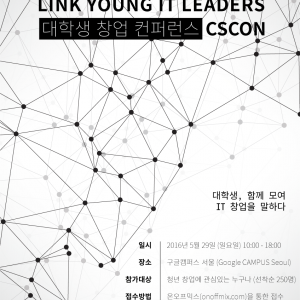 LINK YOUNG IT LEADERS
대학생 창업 컨퍼런스 CSCON
대학생, 함께 모여
IT 창업을 말하다
일시 2016년 5월 29일 (일요일) 10:00 - 18:00
장소 구글캠퍼스 서울 (Google CAMPUS Seoul)
참가대상 청년 창업에 관심있는 누구나 (선착순 250명)
접수방법 온오프믹스(onoffmix.com)을 통한 접수